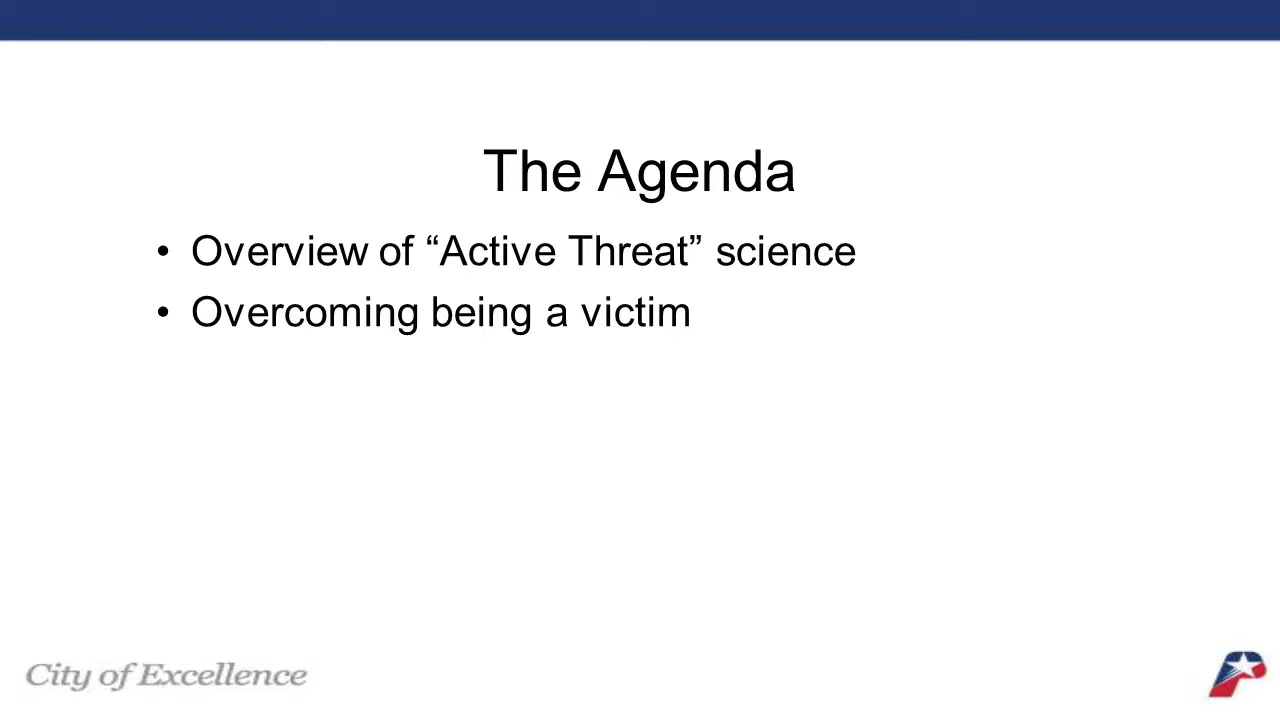 The Agenda
• Overview of “Active Threat” science
• Overcoming being a victim
City of Excellence